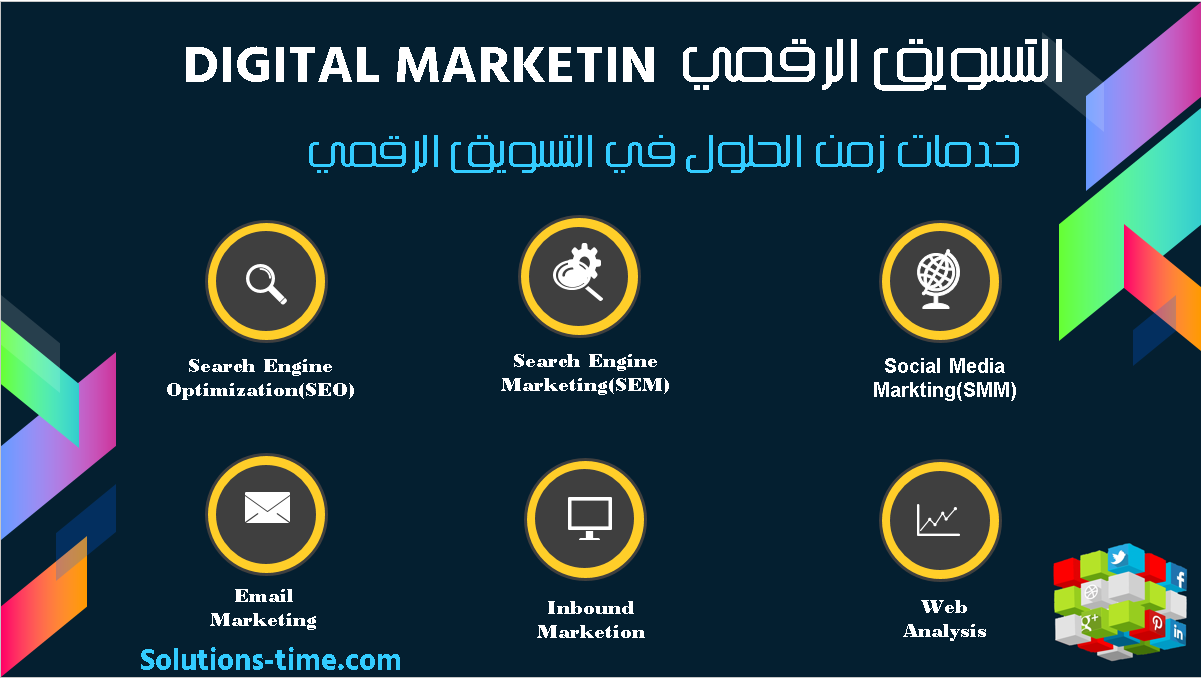 DIGITAL MARKETIN التسويق الرقمي
خدمات زمن الحلول في التسويق الرقمي
Search Engine
Optimization(SEO)
Search Engine
Marketing(SEM)
Social Media
Markting(SMM)
Email
Marketing
Inbound
Marketion
Web
Analysis
Solutions-time.com